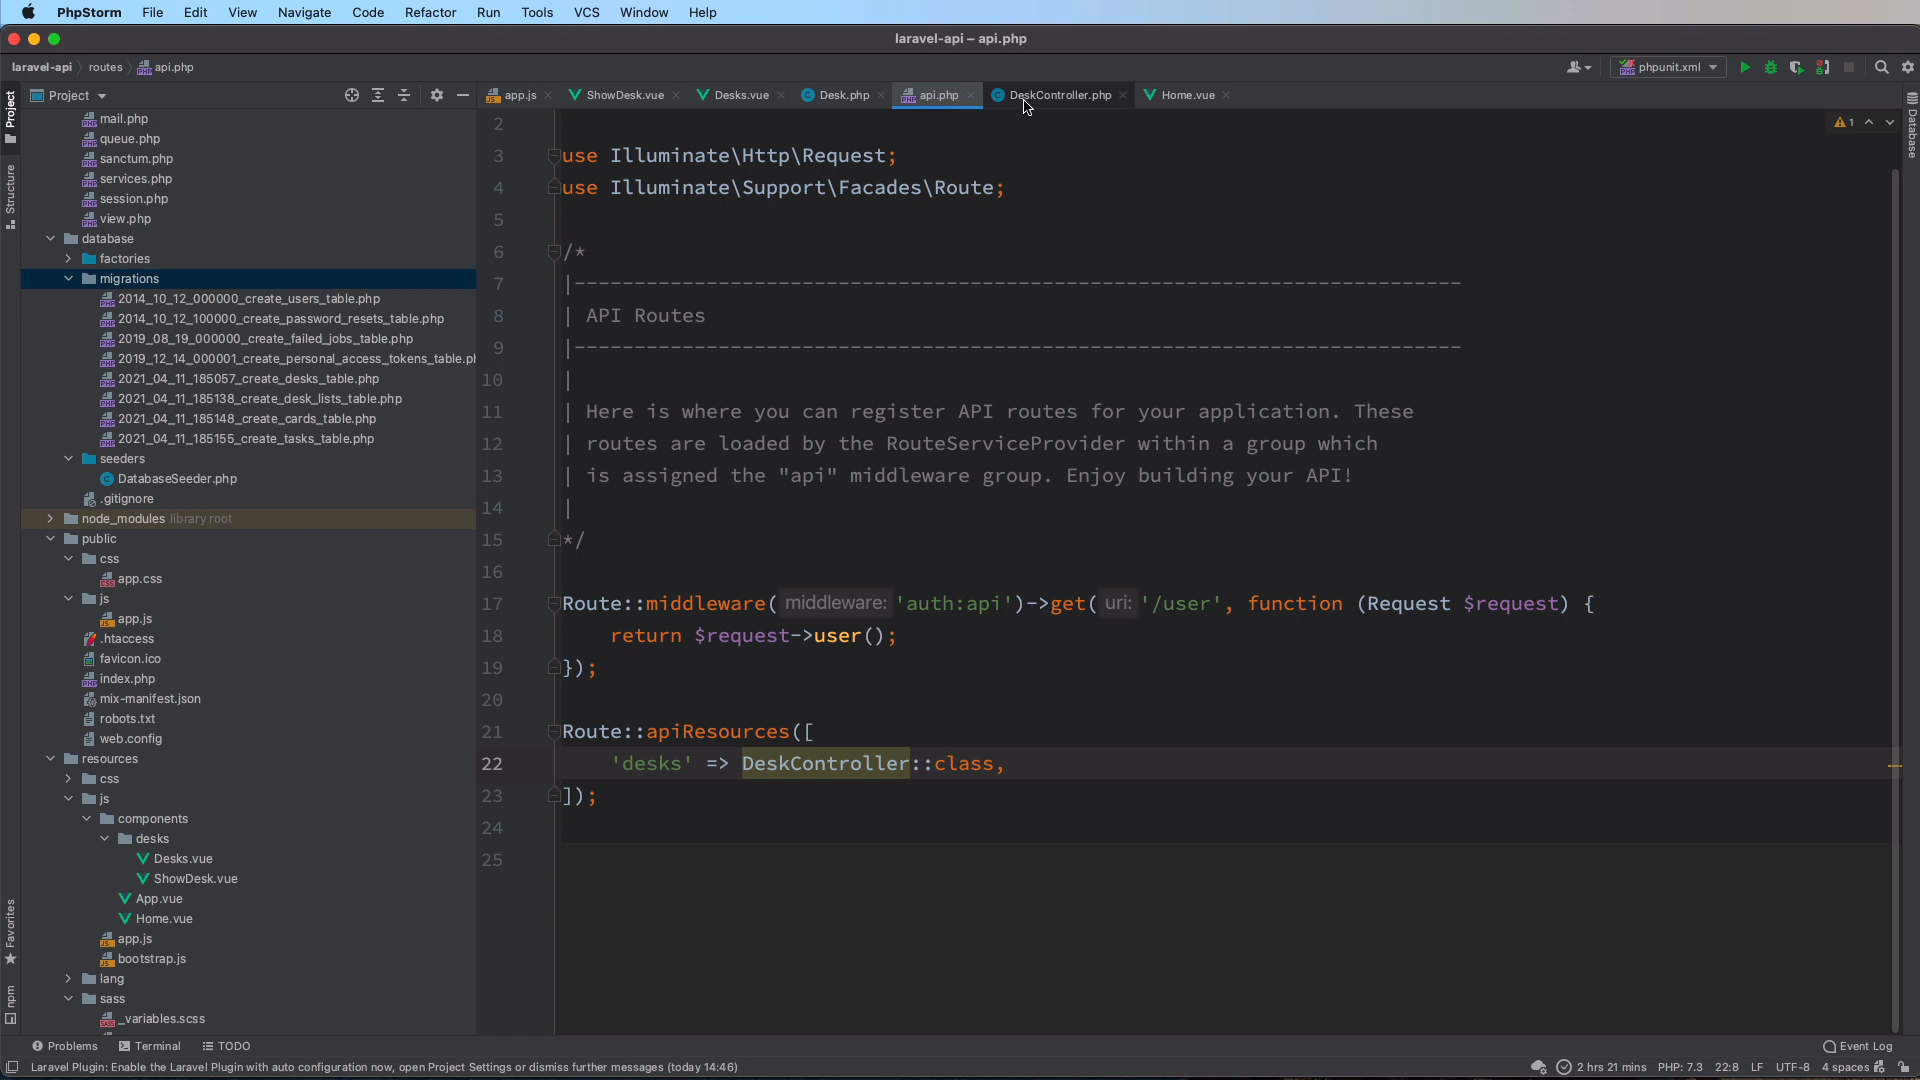 PhpStorm File Edit View Navigate Code Refactor Run Tools VCS Window Help
laravel-api – api.php
laravel-api routes api.php
phpunit.xml
Project
app.js ShowDesk.vue Desks.vue Desk.php api.php DeskController.php Home.vue
Project
Structure
Favorites
npm
Database
mail.php
queue.php
sanctum.php
services.php
session.php
view.php
database
factories
migrations
2014_10_12_000000_create_users_table.php
2014_10_12_100000_create_password_resets_table.php
2019_08_19_000000_create_failed_jobs_table.php
2019_12_14_000001_create_personal_access_tokens_table.ph
2021_04_11_185057_create_desks_table.php
2021_04_11_185138_create_desk_lists_table.php
2021_04_11_185148_create_cards_table.php
2021_04_11_185155_create_tasks_table.php
seeders
DatabaseSeeder.php
.gitignore
node_modules library root
public
css
app.css
js
app.js
.htaccess
favicon.ico
index.php
mix-manifest.json
robots.txt
web.config
resources
css
js
components
desks
Desks.vue
ShowDesk.vue
App.vue
Home.vue
app.js
bootstrap.js
lang
sass
_variables.scss
1
2
3 use Illuminate\Http\Request;
4 use Illuminate\Support\Facades\Route;
5
6 /*
7 |--------------------------------------------------------------------------
8 | API Routes
9 |--------------------------------------------------------------------------
10 |
11 | Here is where you can register API routes for your application. These
12 | routes are loaded by the RouteServiceProvider within a group which
13 | is assigned the "api" middleware group. Enjoy building your API!
14 |
15 */
16
17 Route::middleware( middleware: 'auth:api')->get( uri: '/user', function (Request $request) {
18 return $request->user();
19 });
20
21 Route::apiResources([
22 'desks' => DeskController::class,
23 ]);
24
25
Problems Terminal TODO Event Log
Laravel Plugin: Enable the Laravel Plugin with auto configuration now, open Project Settings or dismiss further messages (today 14:46) 2 hrs 21 mins PHP: 7.3 22:8 LF UTF-8 4 spaces